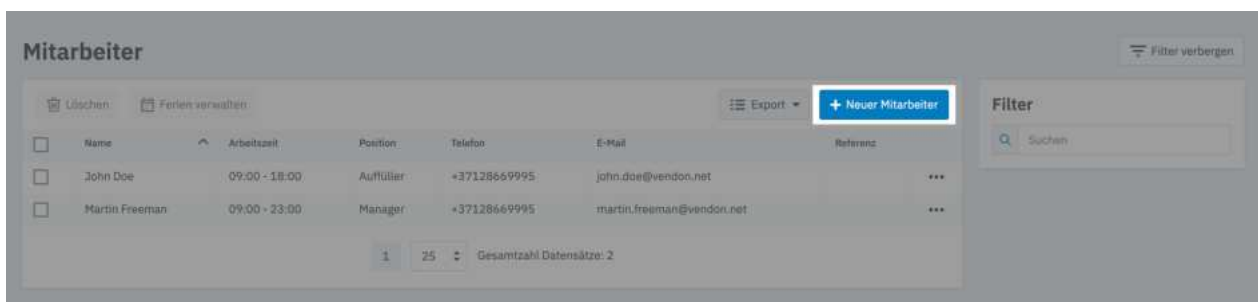 Mitarbeiter
Filter verbergen
Löschen Ferien verwalten Export + Neuer Mitarbeiter
Filter
Suchen
Name Arbeitszeit Position Telefon E-Mail Referenz
John Doe 09:00 - 18:00 Auffüller +37128669995 john.doe@vendon.net
Martin Freeman 09:00 - 23:00 Manager +37128669995 martin.freeman@vendon.net
1 25 Gesamtzahl Datensätze: 2